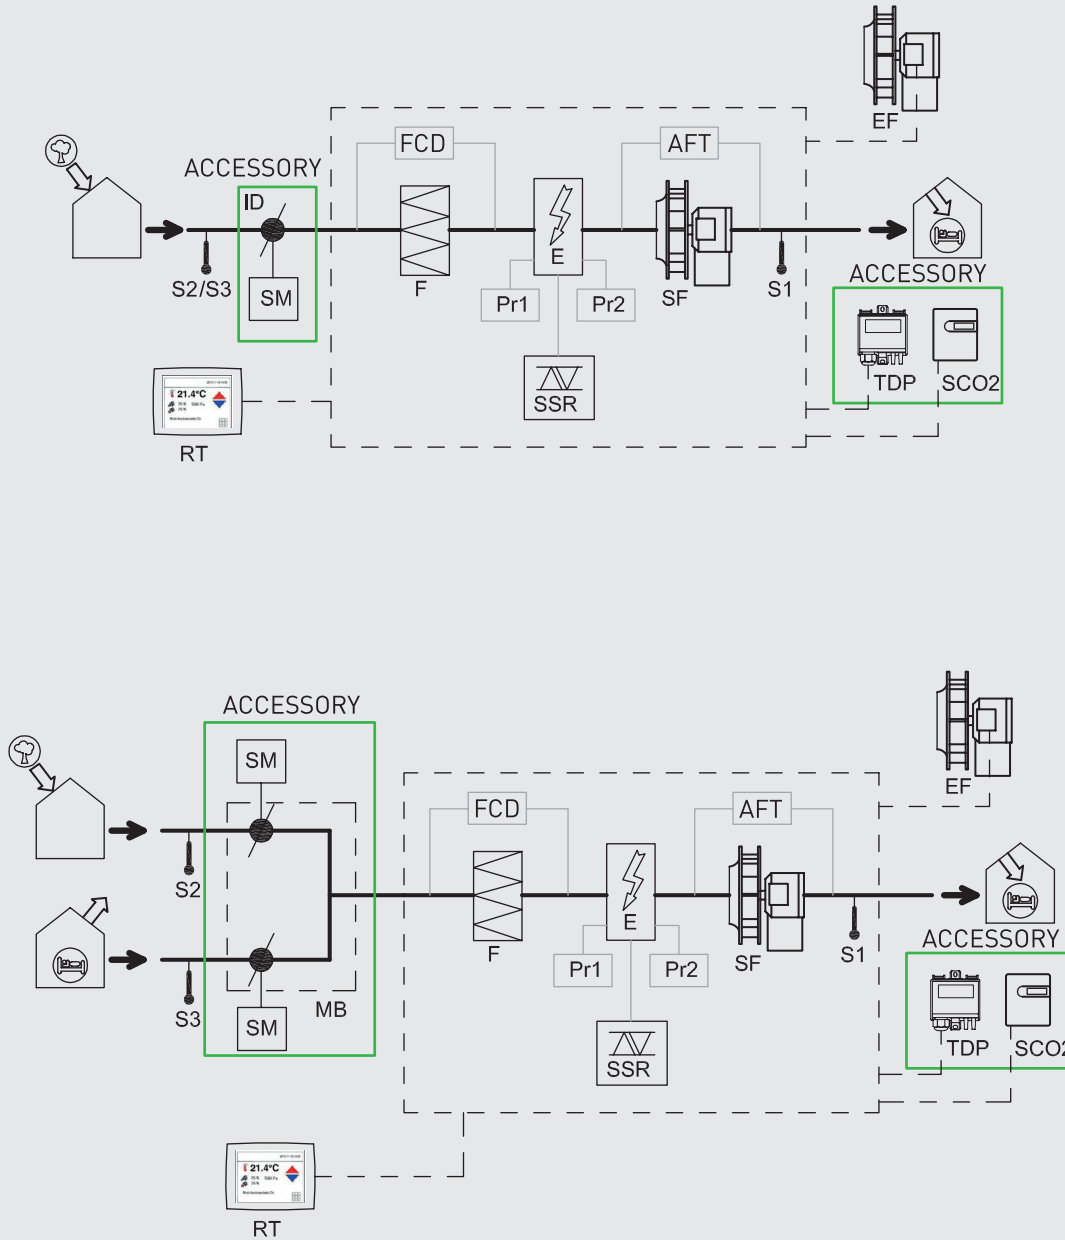 EF
FCD
AFT
ACCESSORY
ID
E
S2/S3
SM
F
Pr1
Pr2
SF
S1
ACCESSORY
TDP
SCO2
SSR
21.4°C
RT
ACCESSORY
SM
EF
FCD
AFT
S2
E
F
Pr1
Pr2
SF
S1
ACCESSORY
S3
SM
MB
SSR
TDP
SCO2
21.4°C
RT